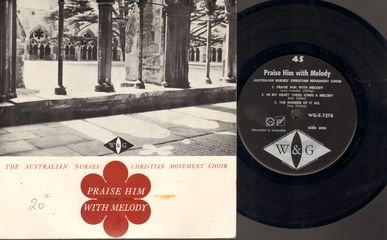 W&G
THE AUSTRALIAN NURSES' CHRISTIAN MOVEMENT CHOIR
PRAISE HIM
WITH MELODY
20
45
Praise Him with Melody
AUSTRALIAN NURSES' CHRISTIAN MOVEMENT CHOIR
1. PRAISE HIM WITH MELODY
2. IN MY HEART THERE RINGS A MELODY
3. THE WONDER OF IT ALL
WG-E-1276
Recorded in Australia
side one
W&G